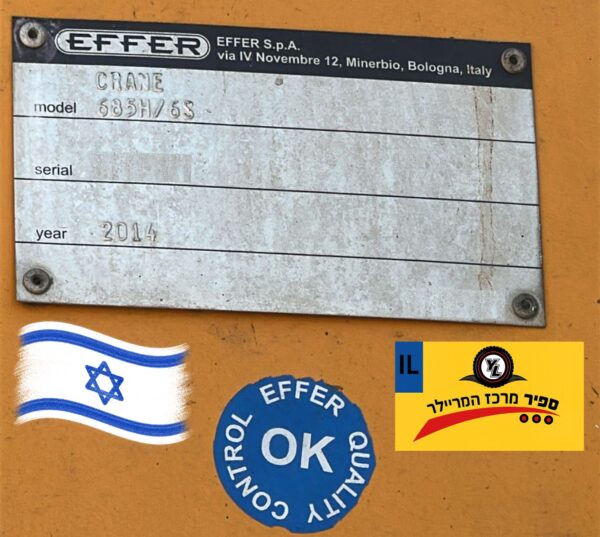 EFFER
EFFER S.p.A.
via IV Novembre 12, Minerbio, Bologna, Italy
CRANE
model 685H/6S
serial
year 2014
EFFER QUALITY CONTROL
OK
IL
YL
ספיר מרכז המריילר